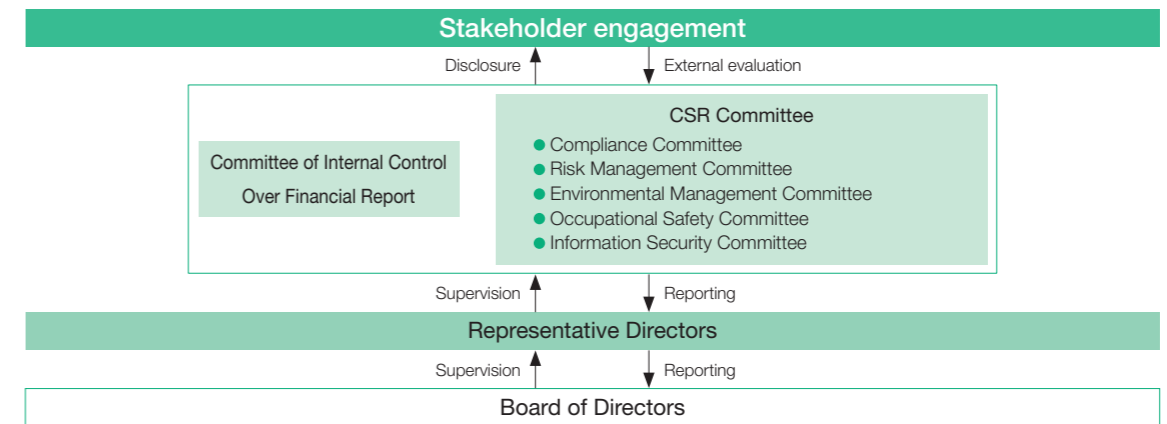 Stakeholder engagement
Disclosure
External evaluation
Committee of Internal Control
Over Financial Report
CSR Committee
● Compliance Committee
● Risk Management Committee
● Environmental Management Committee
● Occupational Safety Committee
● Information Security Committee
Supervision
Reporting
Representative Directors
Supervision
Reporting
Board of Directors